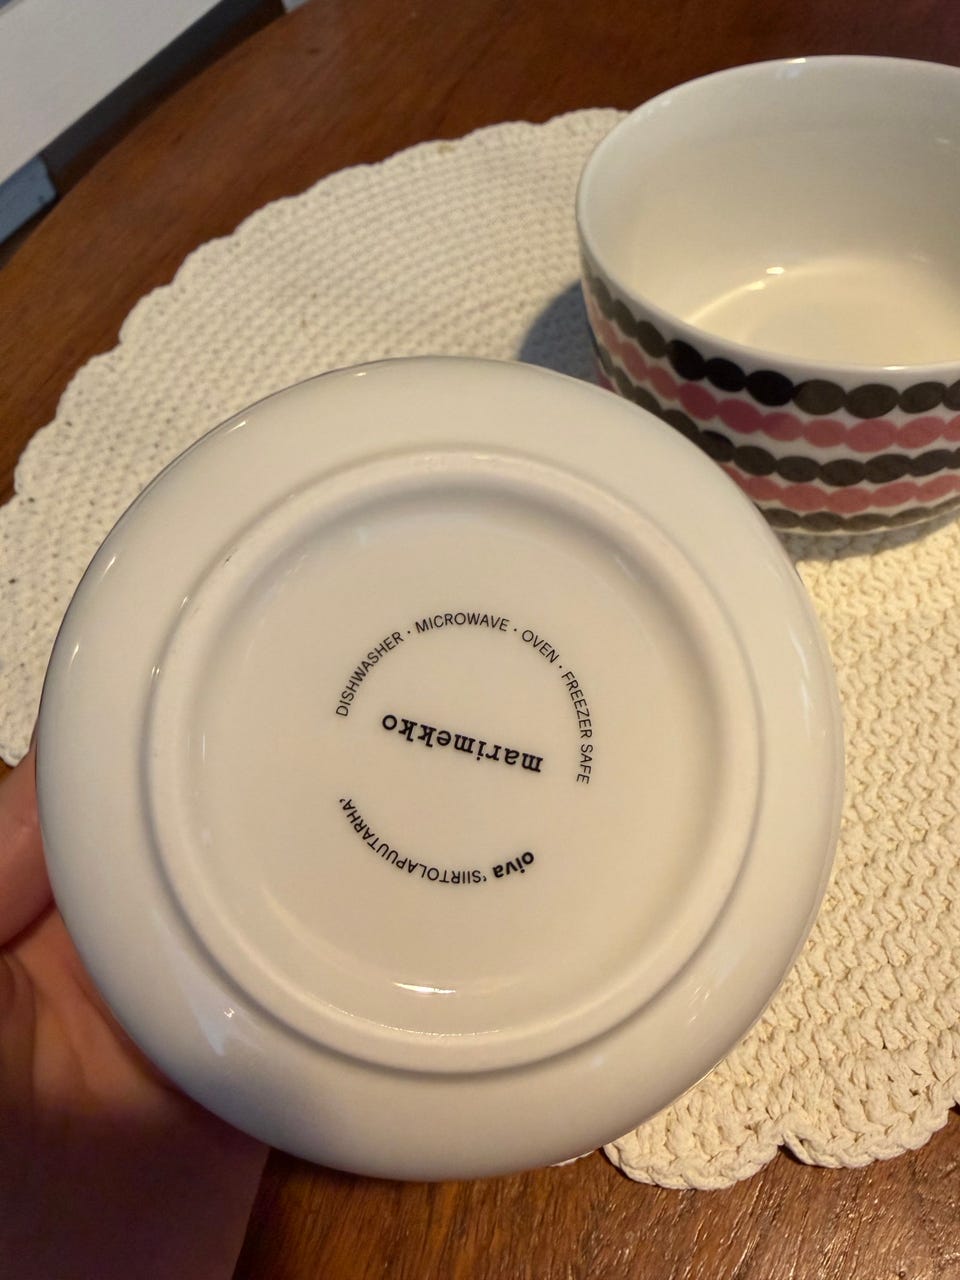 DISHWASHER · MICROWAVE · OVEN · FREEZER SAFE
marimekko
oiva 'SIIRTOLAPUUTARHA'